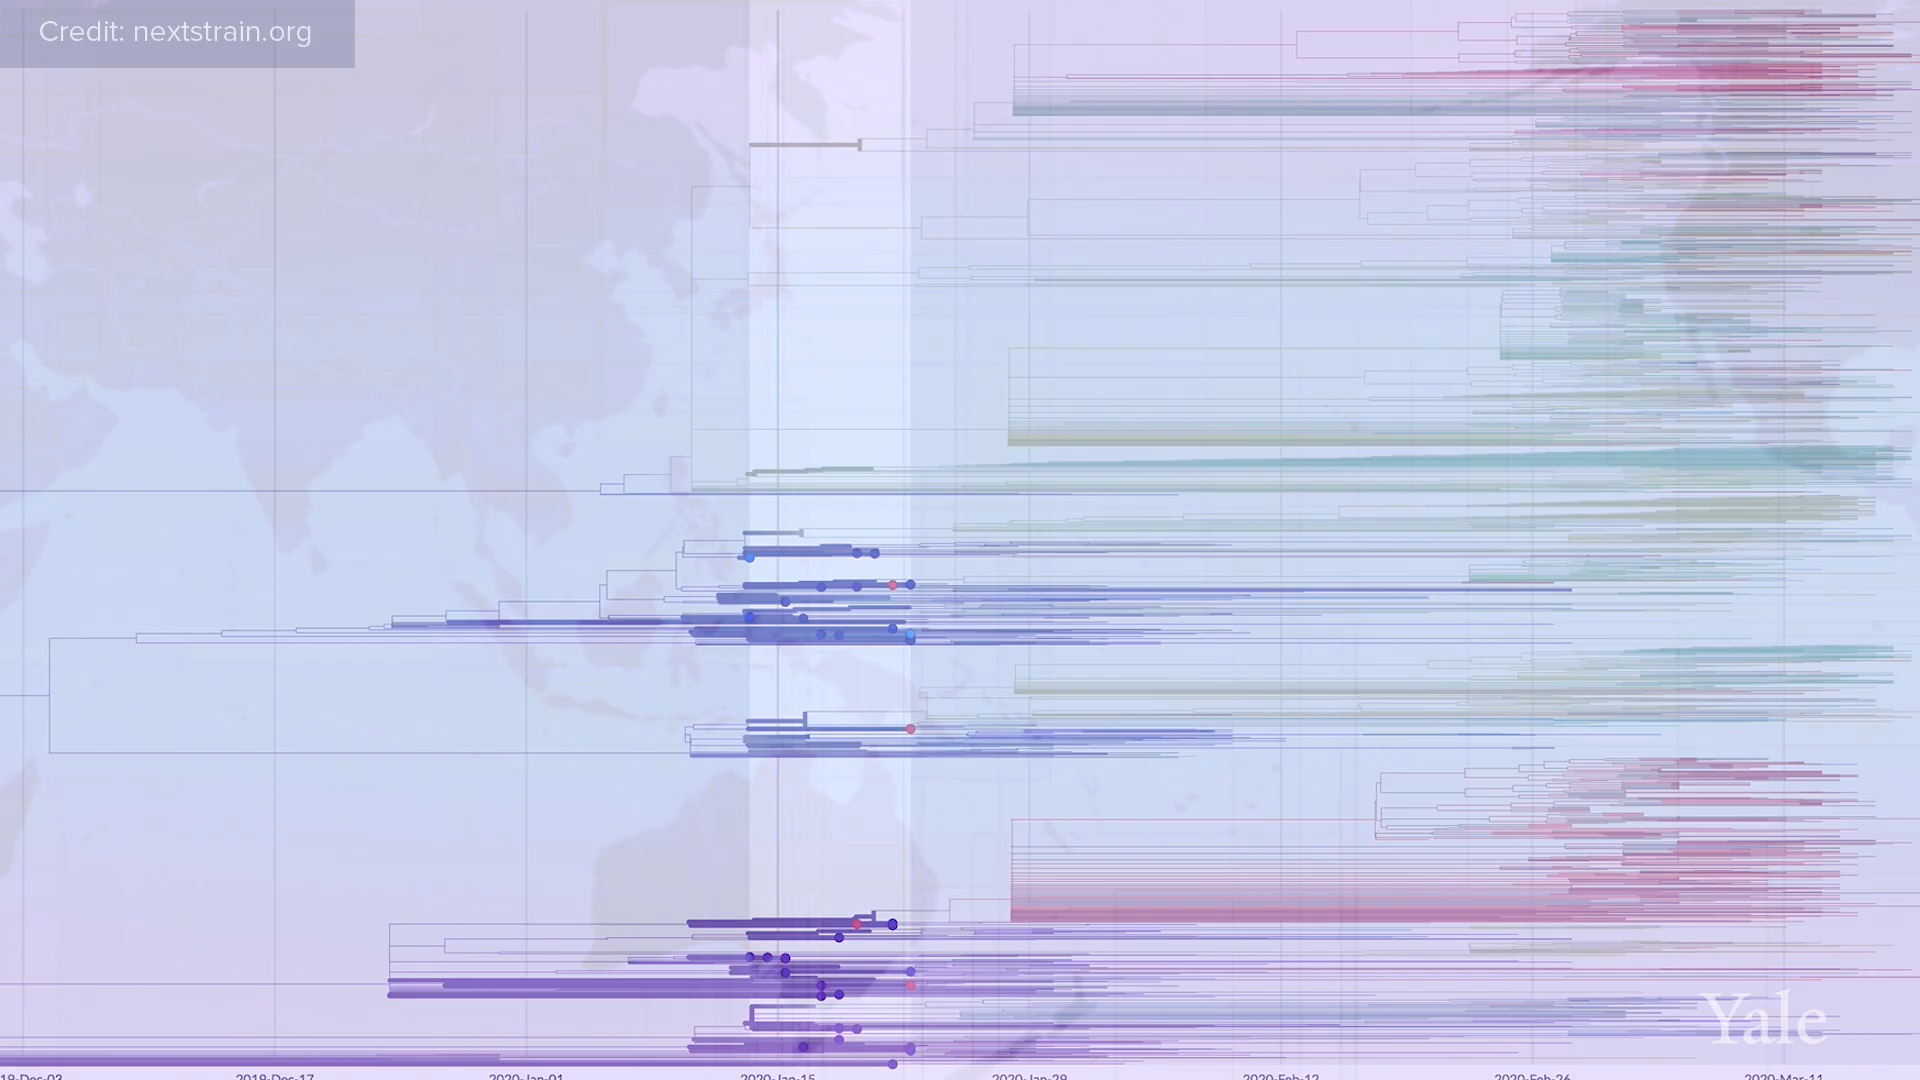 Credit: nextstrain.org
Yale
2019-Dec-17
2020-Jan-01
2020-Jan-15
2020-Jan-29
2020-Feb-12
2020-Feb-26
2020-Mar-11